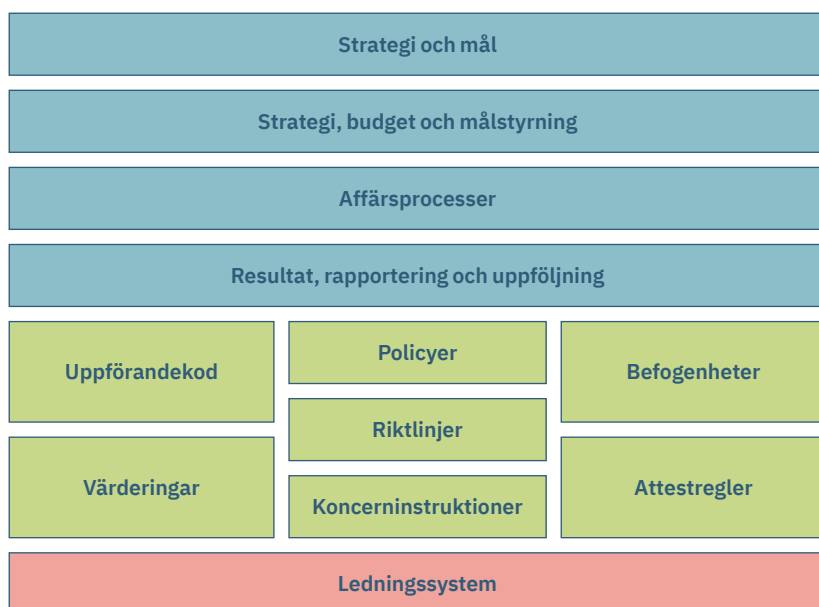 Strategi och mål
Strategi, budget och målstyrning
Affärsprocesser
Resultat, rapportering och uppföljning
Uppförandekod
Värderingar
Policyer
Riktlinjer
Koncerninstruktioner
Befogenheter
Attestregler
Ledningssystem